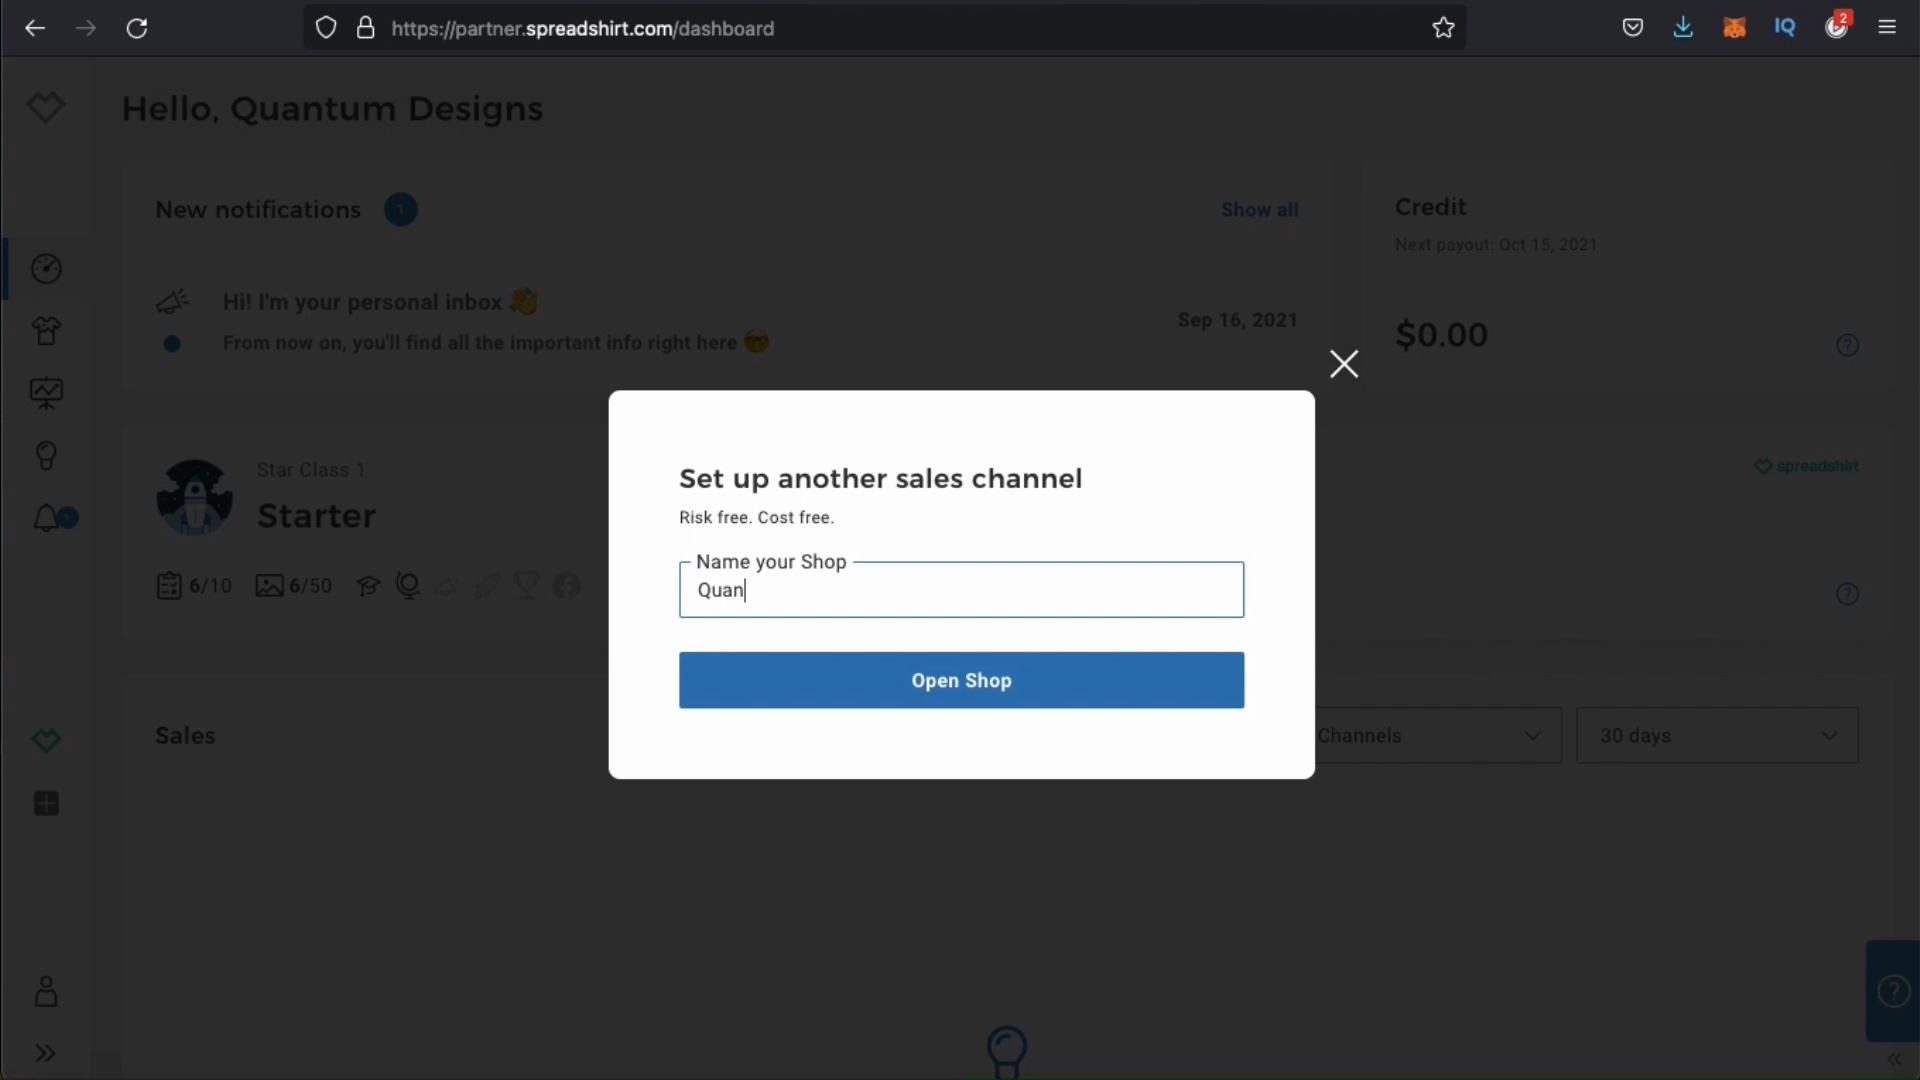 https://partner.spreadshirt.com/dashboard
IQ
2
Hello, Quantum Designs
New notifications 1
Show all
Hi! I'm your personal inbox 👋
From now on, you'll find all the important info right here 🤓
Sep 16, 2021
Credit
Next payout: Oct 15, 2021
$0.00
Set up another sales channel
Risk free. Cost free.
Name your Shop
Quan
Open Shop
Star Class 1
Starter
6/10
6/50
spreadshirt
Sales
Channels
30 days